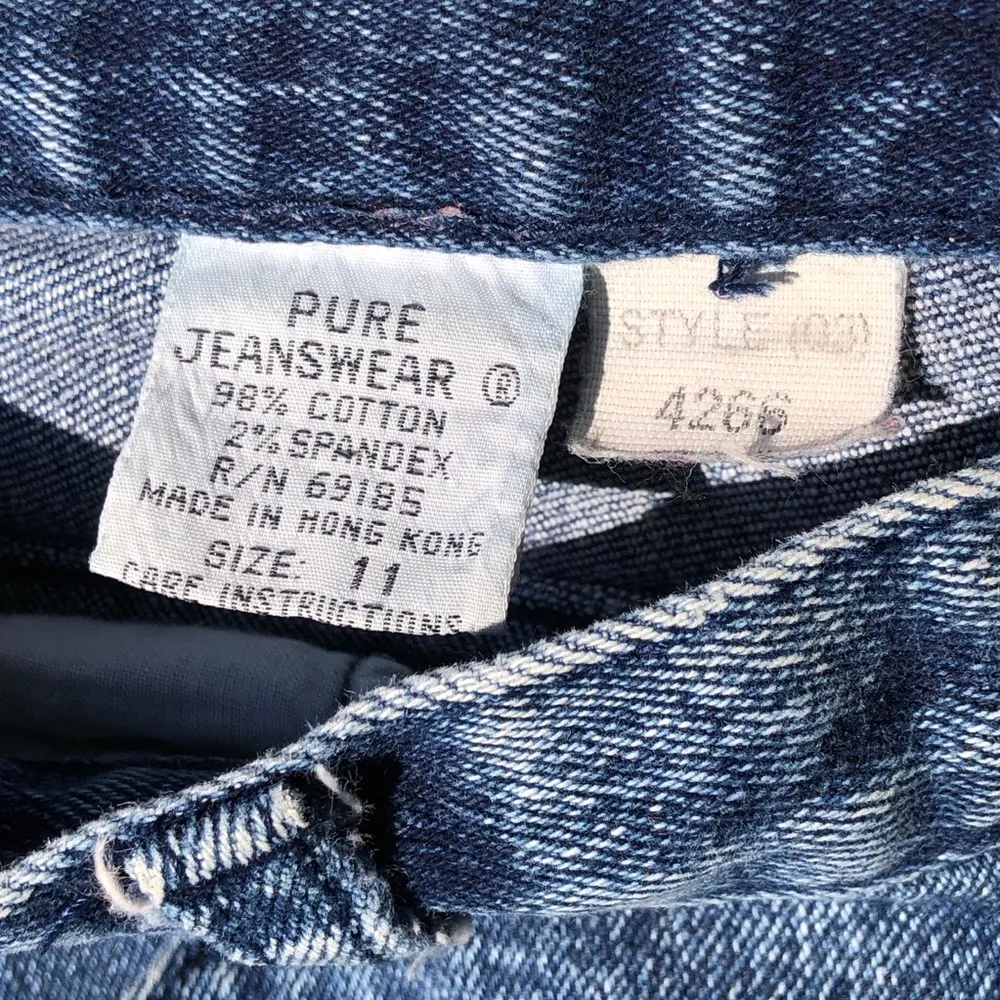 PURE
JEANSWEAR ®
98% COTTON
2% SPANDEX
R/N 69185
MADE IN HONG KONG
SIZE: 11
CARE INSTRUCTIONS
STYLE
4266